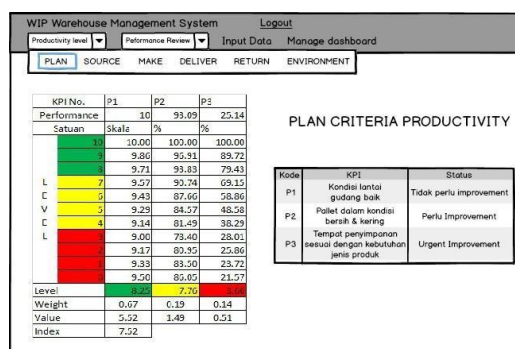 WIP Warehouse Management System Logout
Productivity level Peformance Review Input Data Manage dashboard
PLAN SOURCE MAKE DELIVER RETURN ENVIRONMENT
KPI No. P1 P2 P3
Performance 10 93.09 25.14
Satuan Skala % %
10 10.00 100.00 100.00
9 9.86 95.91 89.72
8 9.71 93.83 79.43
L 7 9.57 90.74 69.15
E 6 9.43 87.66 58.86
V 5 9.29 84.57 48.58
E 4 9.14 81.49 38.29
L 9.00 28.01
9.17 80.95 25.86
9.33 83.50 23.72
9.50 21.57
Level 8.25 7.76
Weight 0.67 0.19 0.14
Value 5.52 1.49 0.51
Index 7.52
PLAN CRITERIA PRODUCTIVITY
Kode KPI Status
P1 Kondisi lantai gudang baik Tidak perlu improvement
P2 Pallet dalam kondisi bersih & kering Perlu Improvement
P3 Tempat penyimpanan sesuai dengan kebutuhan jenis produk Urgent Improvement